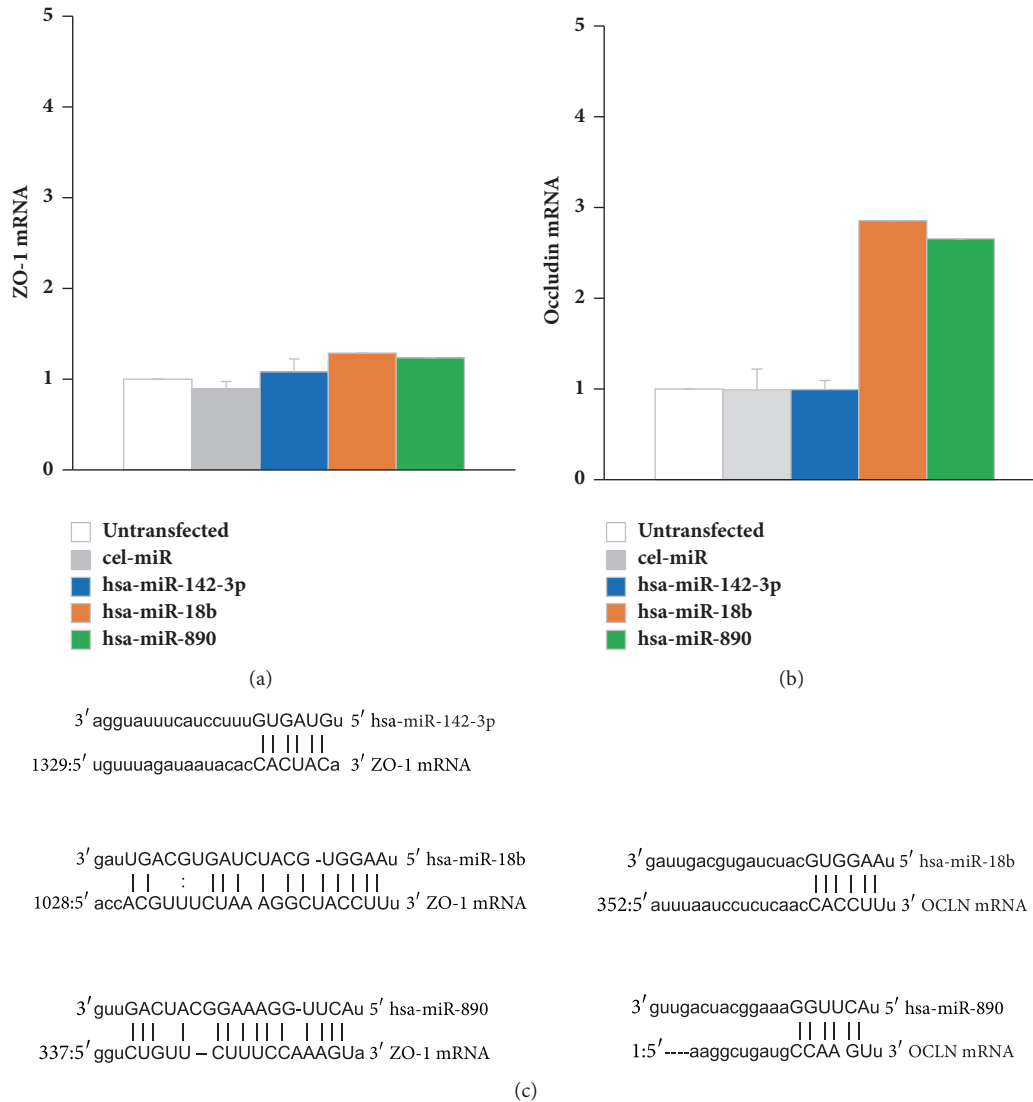 5
4
3
2
1
0
ZO-1 mRNA
Untransfected
cel-miR
hsa-miR-142-3p
hsa-miR-18b
hsa-miR-890
(a)
5
4
3
2
1
0
Occludin mRNA
Untransfected
cel-miR
hsa-miR-142-3p
hsa-miR-18b
hsa-miR-890
(b)
3′ agguauuucauccuuuGUGAUGu 5′ hsa-miR-142-3p
1329:5′ uguuuagauaauacacCACUACa 3′ ZO-1 mRNA
3′ gauUGACGUGAUCUACG -UGGAAu 5′ hsa-miR-18b
:
1028:5′ accACGUUUCUAA AGGCUACCUUu 3′ ZO-1 mRNA
3′ guuGACUACGGAAAGG-UUCAu 5′ hsa-miR-890
337:5′ gguCUGUU – CUUUCCAAAGUa 3′ ZO-1 mRNA
3′ gauugacgugaucuacGUGGAAu 5′ hsa-miR-18b
352:5′ auuuaauccucucaacCACCUUu 3′ OCLN mRNA
3′ guugacuacggaaaGGUUCAu 5′ hsa-miR-890
1:5′ ----aaggcugaugCCAA GUu 3′ OCLN mRNA
(c)